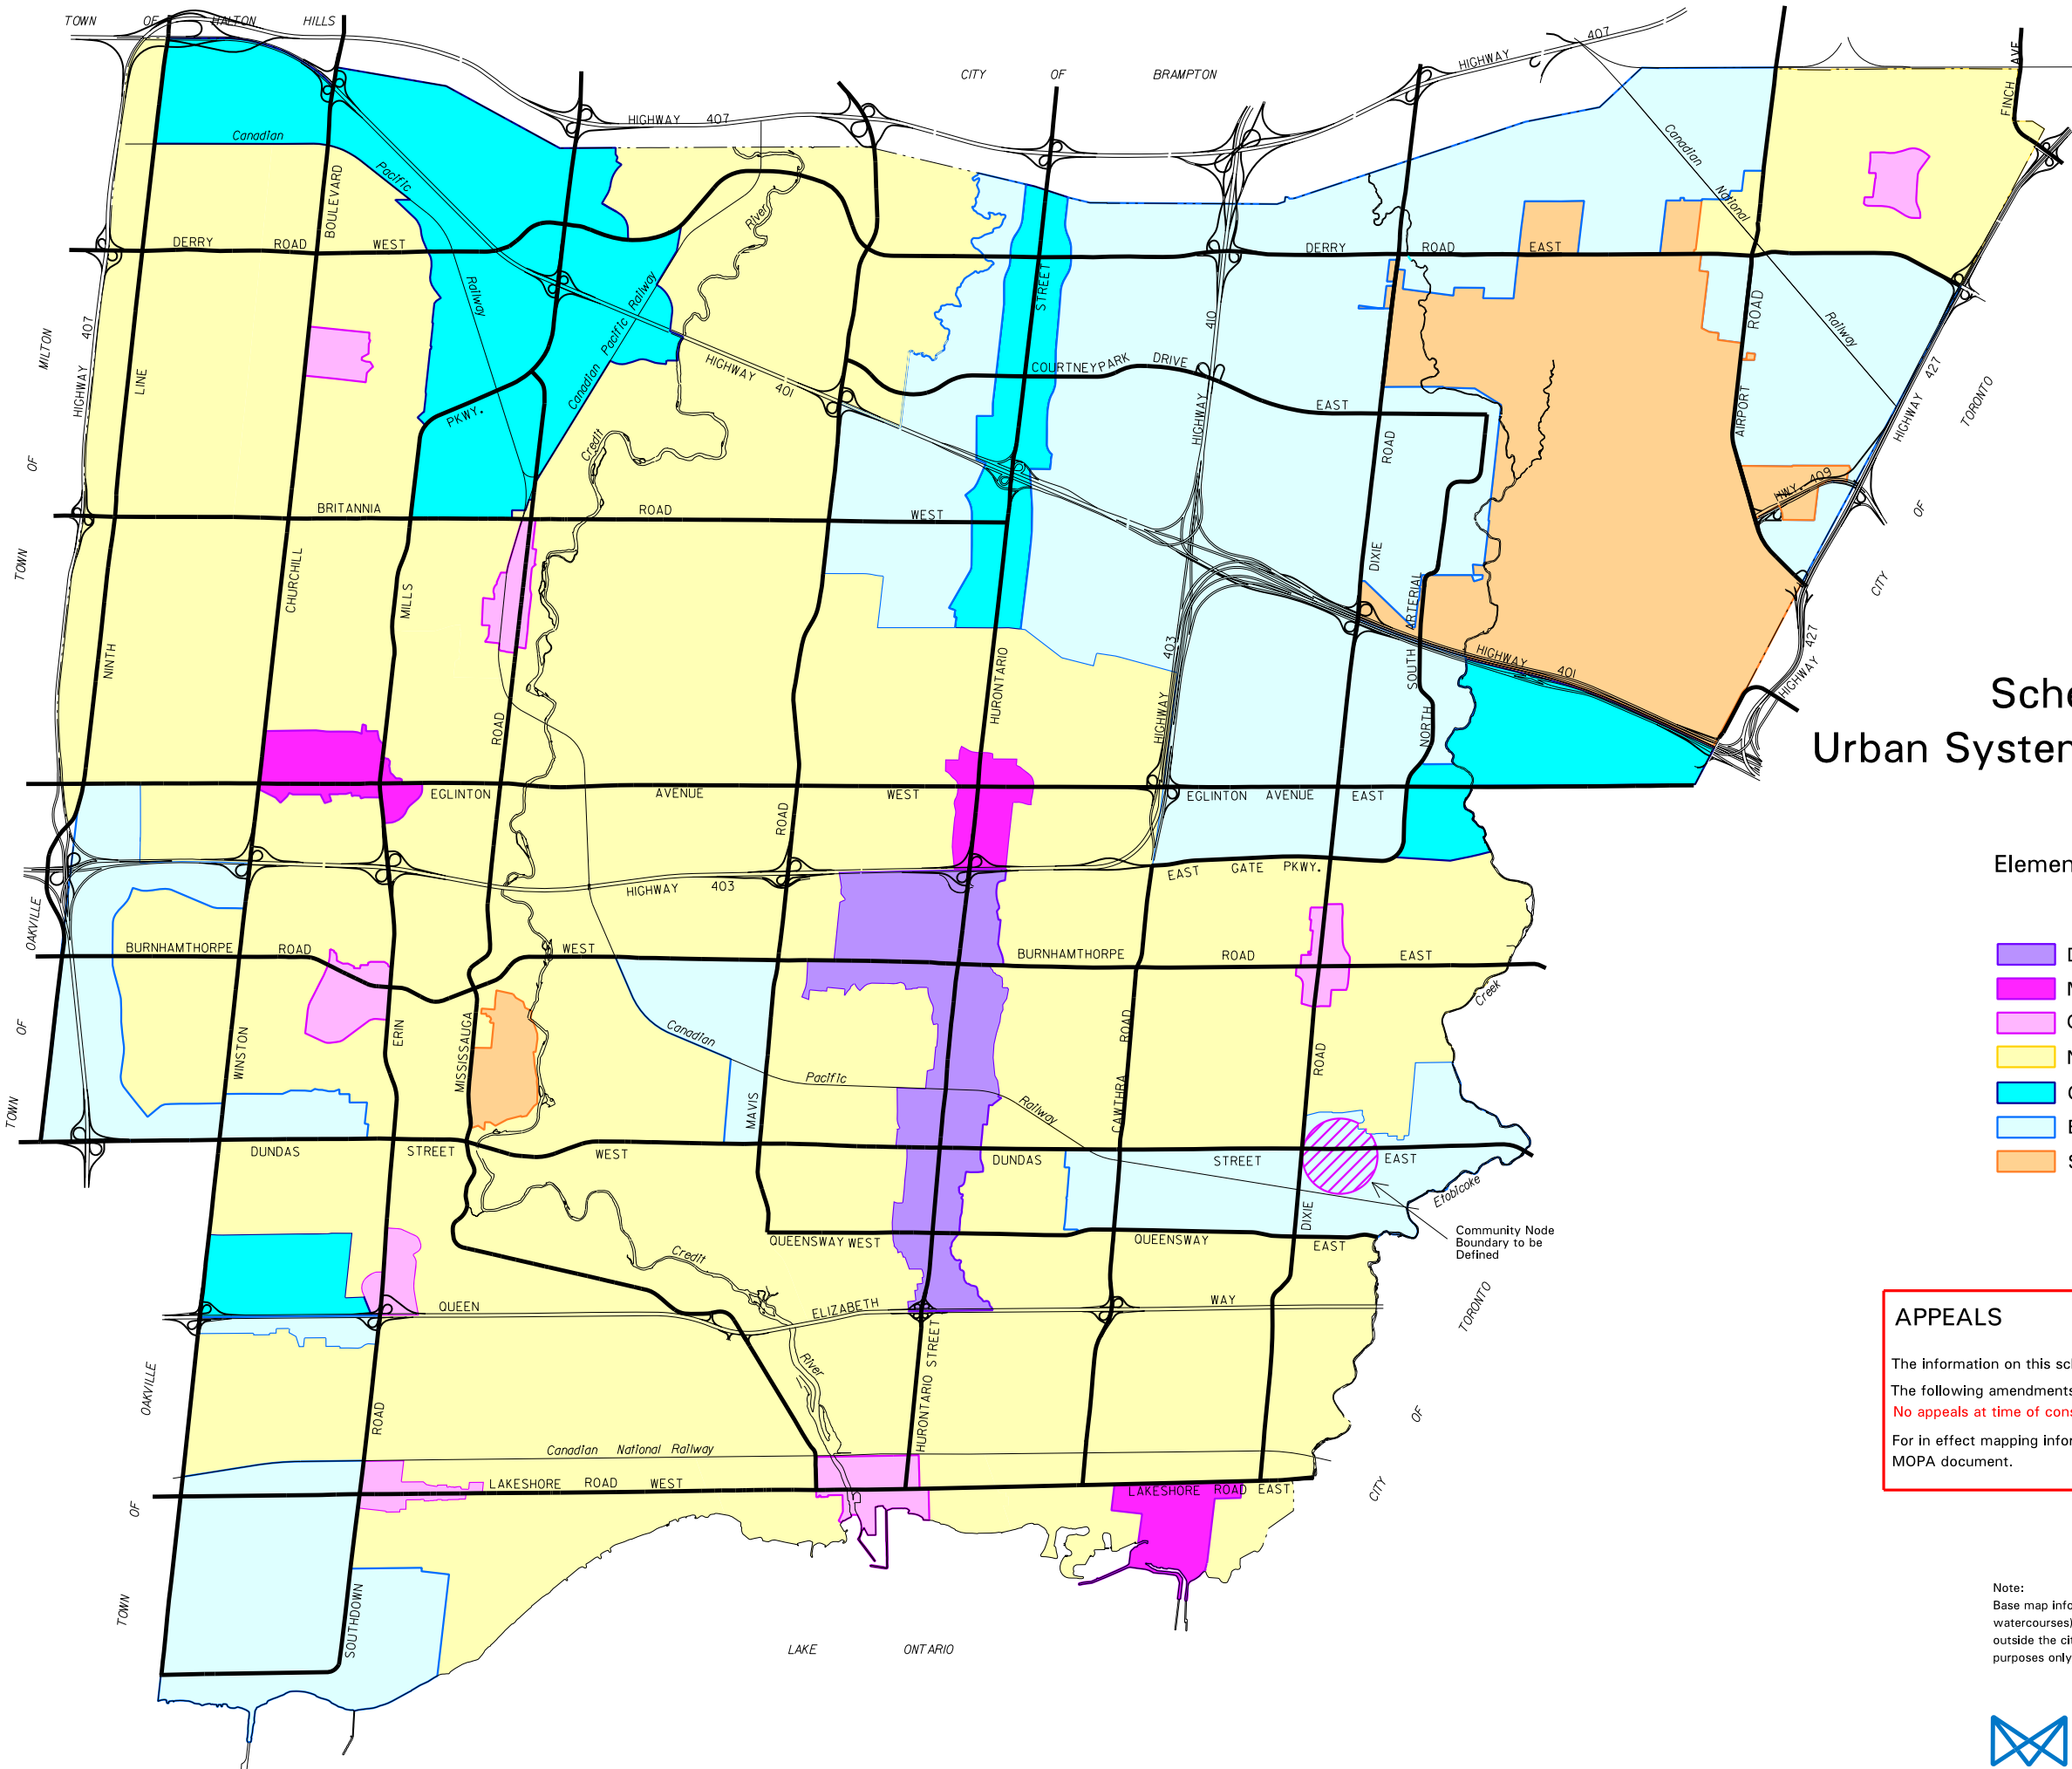 TOWN OF HALTON HILLS
CITY OF BRAMPTON
HIGHWAY 407
HIGHWAY 407
FINCH AVE
Canadian
Pacific
Railway
Canadian Pacific Railway
Canadian
National
Railway
River
DERRY ROAD WEST
DERRY ROAD EAST
BOULEVARD
STREET
410
ROAD
AIRPORT
HIGHWAY 407
LINE
MILTON
OF
TOWN
HIGHWAY 401
COURTNEYPARK DRIVE
EAST
HIGHWAY
HIGHWAY 427
TORONTO
OF
CITY
PKWY.
Credit
ROAD
DIXIE
HWY. 409
BRITANNIA ROAD WEST
CHURCHILL
MILLS
NINTH
ROAD
HURONTARIO
403
HIGHWAY
SOUTH ARTERIAL
NORTH
HIGHWAY 401
HIGHWAY 427
Sche
Urban System
EGLINTON AVENUE WEST
EGLINTON AVENUE EAST
ROAD
HIGHWAY 403
EAST GATE PKWY.
Elemen
OAKVILLE
OF
TOWN
BURNHAMTHORPE ROAD WEST
BURNHAMTHORPE ROAD EAST
Creek
WINSTON
ERIN
MISSISSAUGA
Canadian
Pacific
Railway
MAVIS
CAWTHRA ROAD
ROAD
DUNDAS STREET WEST
DUNDAS STREET EAST
Etobicoke
DIXIE
Community Node
Boundary to be
Defined
QUEENSWAY WEST
QUEENSWAY EAST
Credit
River
QUEEN ELIZABETH WAY
TORONTO
OF
CITY
HURONTARIO STREET
OAKVILLE
OF
TOWN
ROAD
Canadian National Railway
LAKESHORE ROAD WEST
LAKESHORE ROAD EAST
SOUTHDOWN
LAKE ONTARIO
APPEALS
The information on this sc
The following amendments
No appeals at time of cons
For in effect mapping infor
MOPA document.
Note:
Base map info
watercourses)
outside the ci
purposes only